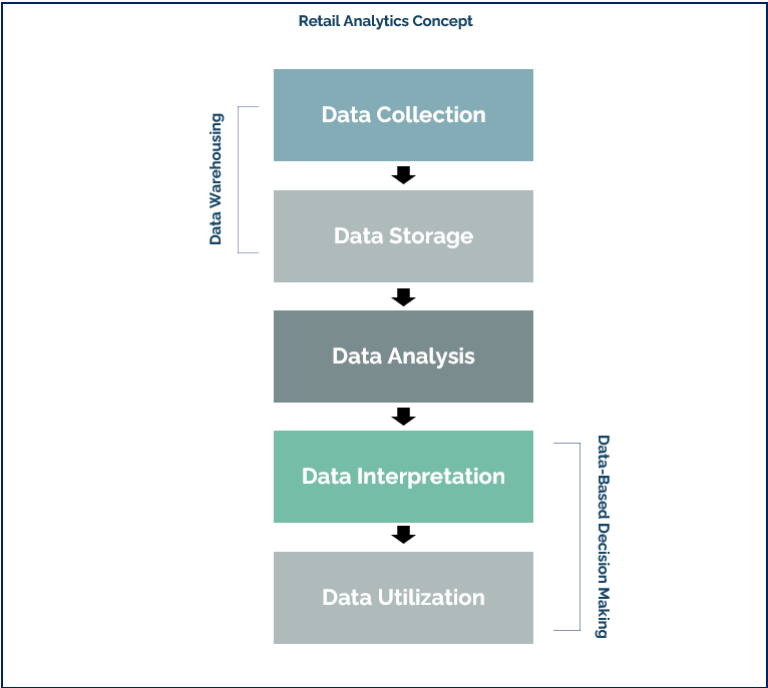 Retail Analytics Concept
Data Collection
Data Warehousing
Data Storage
Data Analysis
Data Interpretation
Data-Based Decision Making
Data Utilization